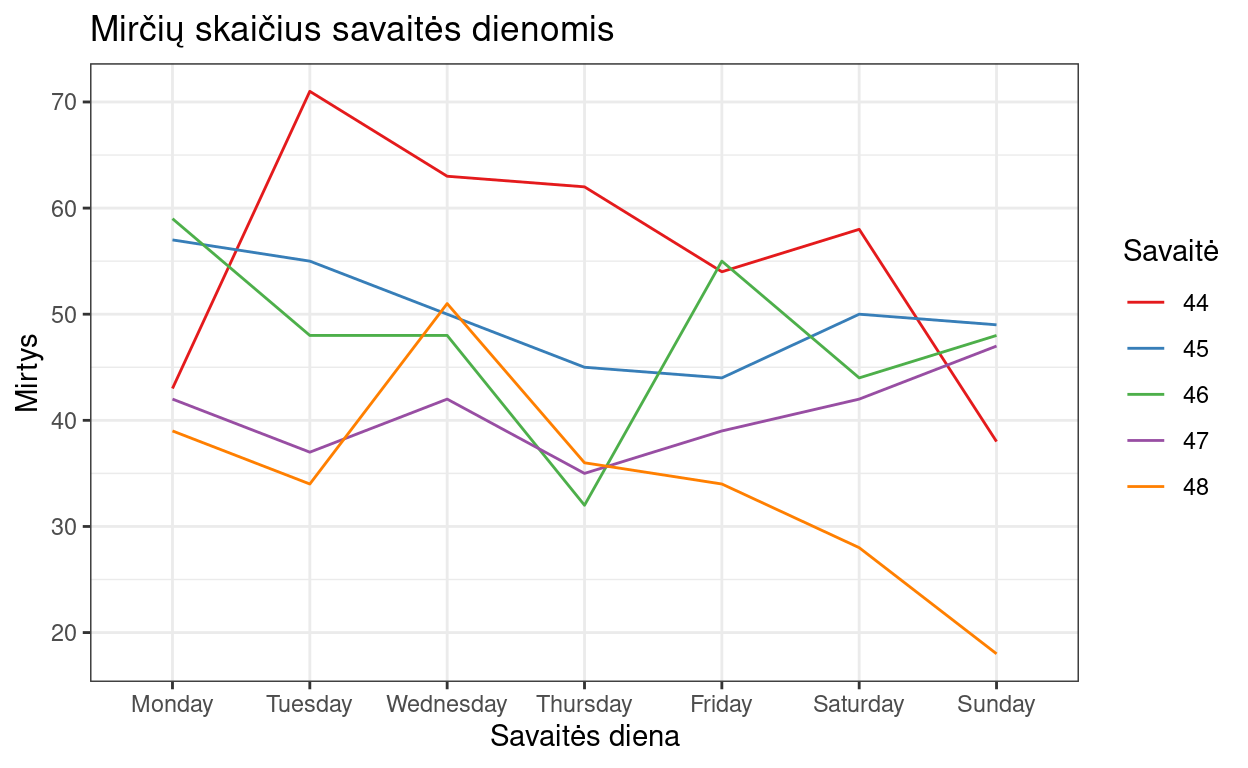 Mirčių skaičius savaitės dienomis
Mirtys
70
60
50
40
30
20
Monday Tuesday Wednesday Thursday Friday Saturday Sunday
Savaitės diena
Savaitė
44
45
46
47
48